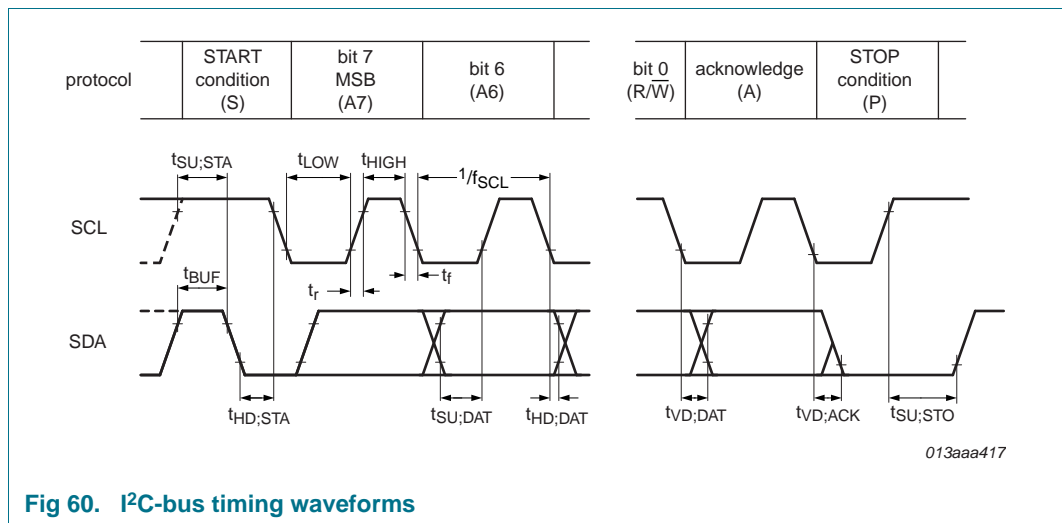 protocol
START
condition
(S)
bit 7
MSB
(A7)
bit 6
(A6)
bit 0
(R/W̅)
acknowledge
(A)
STOP
condition
(P)
tSU;STA
tLOW
tHIGH
1/fSCL
SCL
tBUF
tr
tf
SDA
tHD;STA
tSU;DAT
tHD;DAT
tVD;DAT
tVD;ACK
tSU;STO
013aaa417
Fig 60. I²C-bus timing waveforms